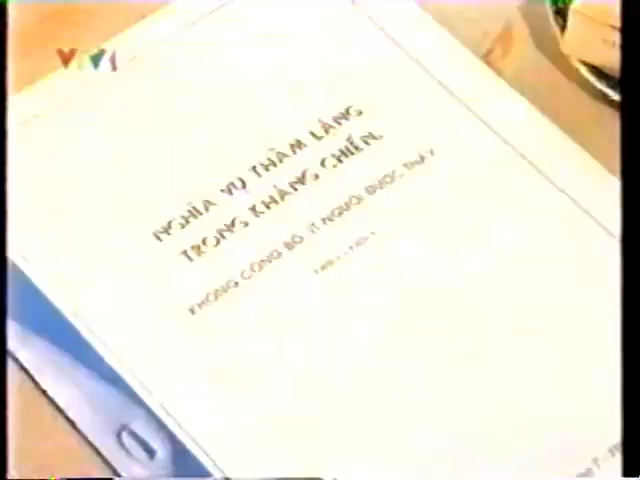 VTV1
NGHĨA VỤ THẦM LẶNG
TRONG KHÁNG CHIẾN
KHÔNG CÔNG BỐ ÍT NGƯỜI ĐƯỢC THẤY